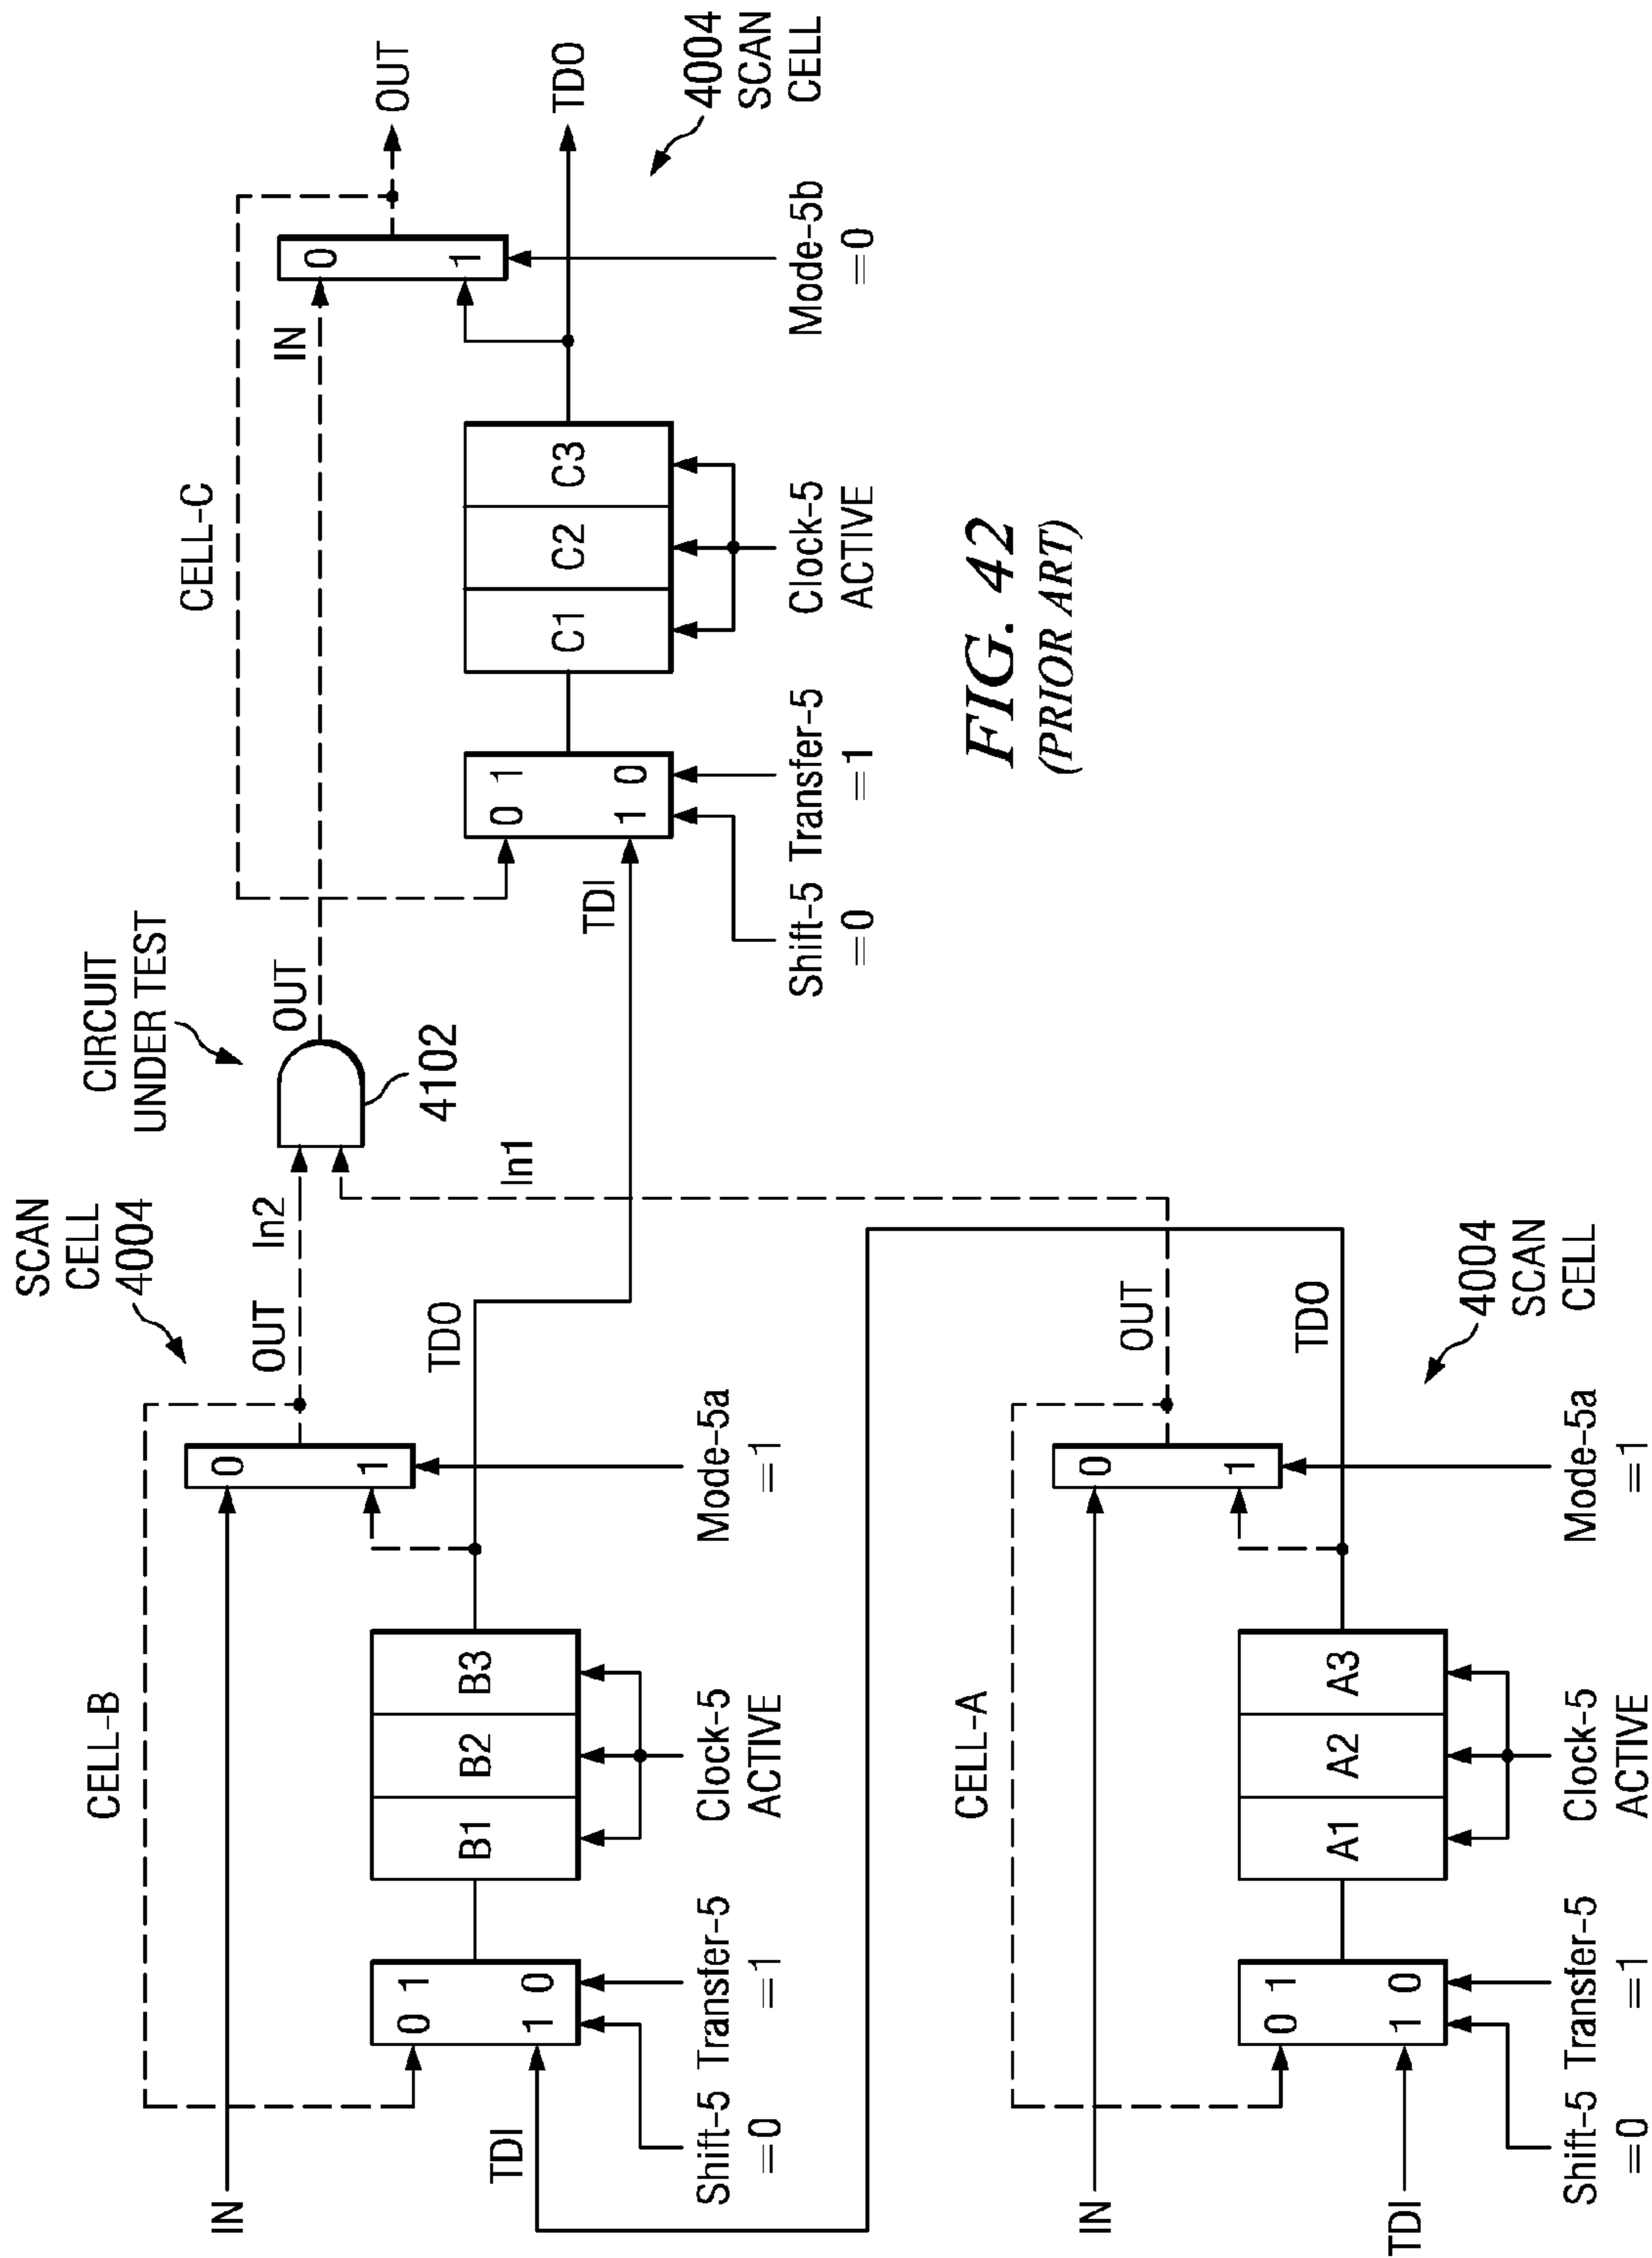 SCAN
CELL
4004
CIRCUIT
UNDER TEST
CELL-B
OUT
In2
OUT
IN
0
1
4102
CELL-C
IN
0
1
OUT
TDO
4004
SCAN
CELL
TDI
0 1
1 0
B1
B2
B3
TDO
In1
TDI
0 1
1 0
C1
C2
C3
Shift-5
=0
Transfer-5
=1
Clock-5
ACTIVE
Mode-5a
=1
Shift-5
=0
Transfer-5
=1
Clock-5
ACTIVE
Mode-5b
=0
CELL-A
IN
0
1
OUT
TDI
0 1
1 0
A1
A2
A3
TDO
4004
SCAN
CELL
Shift-5
=0
Transfer-5
=1
Clock-5
ACTIVE
Mode-5a
=1
FIG. 42
(PRIOR ART)